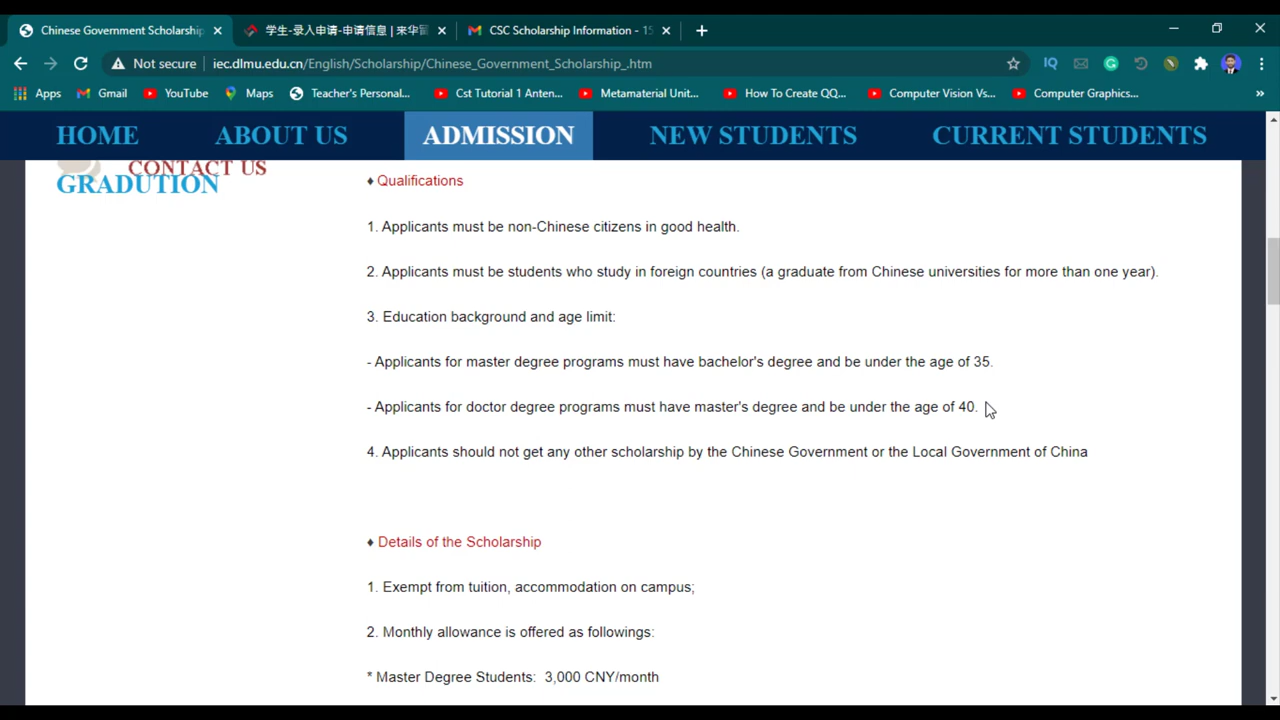 Chinese Government Scholarship
学生-录入申请-申请信息 | 来华留
CSC Scholarship Information - 15
Not secure
iec.dlmu.edu.cn/English/Scholarship/Chinese_Government_Scholarship_.htm
Apps
Gmail
YouTube
Maps
Teacher's Personal...
Cst Tutorial 1 Anten...
Metamaterial Unit...
How To Create QQ...
Computer Vision Vs...
Computer Graphics...
HOME
ABOUT US
ADMISSION
NEW STUDENTS
CURRENT STUDENTS
CONTACT US
GRADUTION
♦ Qualifications
1. Applicants must be non-Chinese citizens in good health.
2. Applicants must be students who study in foreign countries (a graduate from Chinese universities for more than one year).
3. Education background and age limit:
- Applicants for master degree programs must have bachelor's degree and be under the age of 35.
- Applicants for doctor degree programs must have master's degree and be under the age of 40.
4. Applicants should not get any other scholarship by the Chinese Government or the Local Government of China
♦ Details of the Scholarship
1. Exempt from tuition, accommodation on campus;
2. Monthly allowance is offered as followings:
* Master Degree Students: 3,000 CNY/month